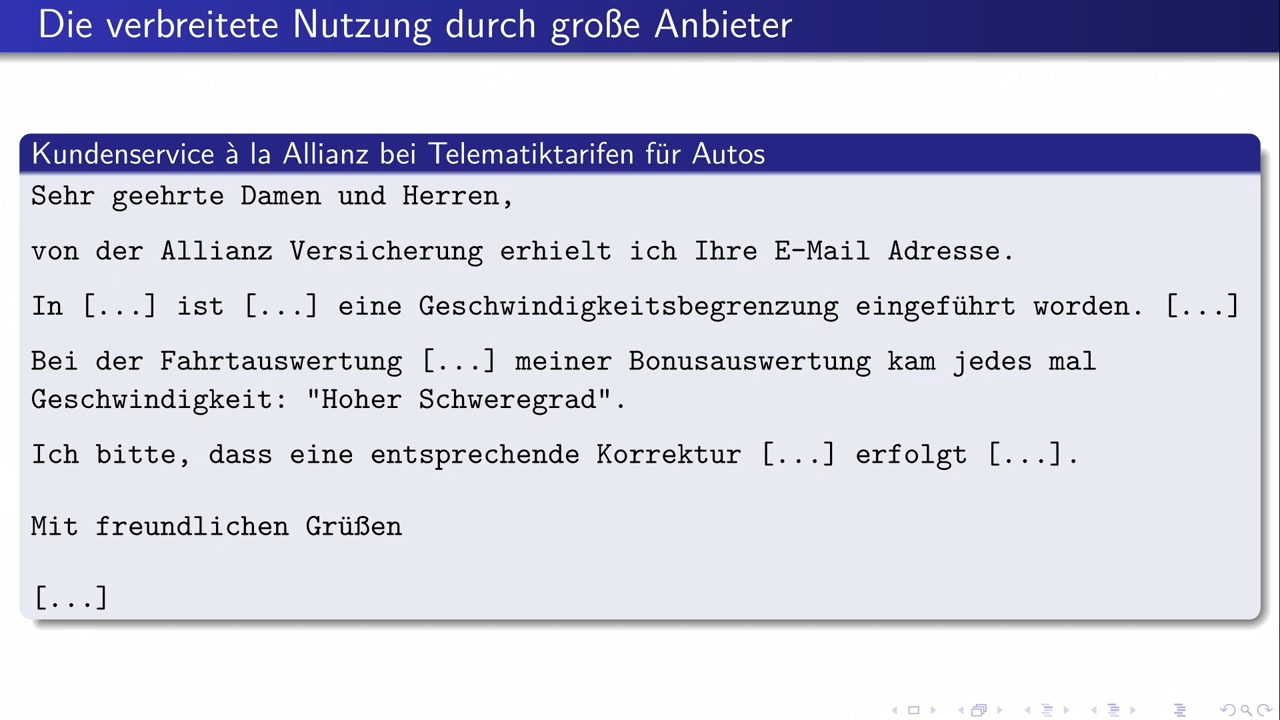 Die verbreitete Nutzung durch große Anbieter
Kundenservice à la Allianz bei Telematiktarifen für Autos
Sehr geehrte Damen und Herren,
von der Allianz Versicherung erhielt ich Ihre E-Mail Adresse.
In [...] ist [...] eine Geschwindigkeitsbegrenzung eingeführt worden. [...]
Bei der Fahrtauswertung [...] meiner Bonusauswertung kam jedes mal
Geschwindigkeit: "Hoher Schweregrad".
Ich bitte, dass eine entsprechende Korrektur [...] erfolgt [...].
Mit freundlichen Grüßen
[...]